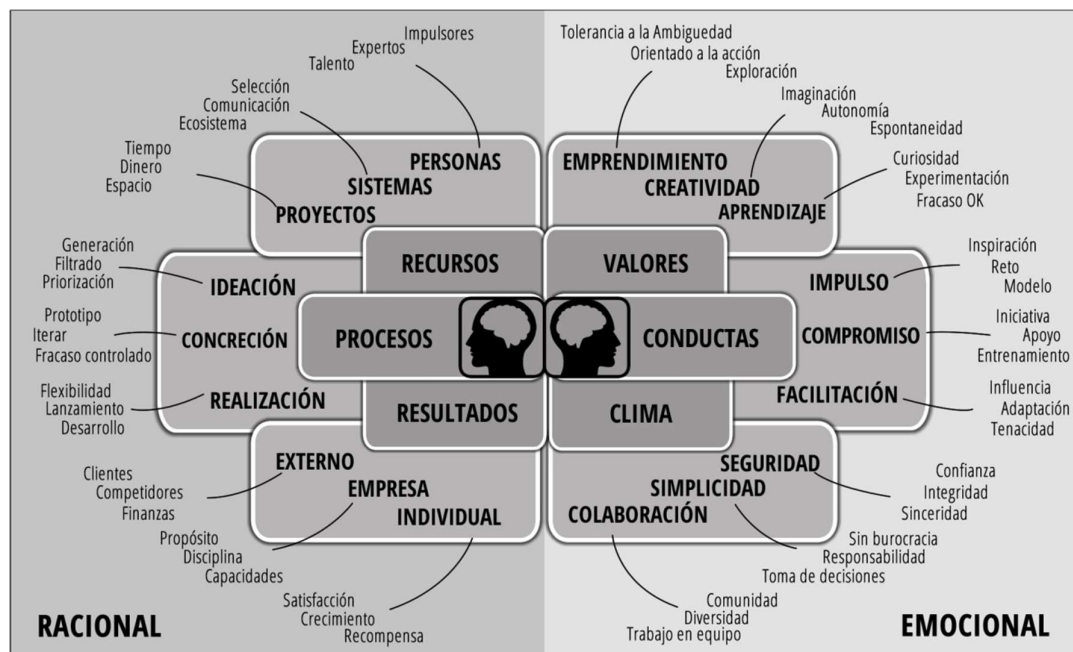 Impulsores
Expertos
Talento
Selección
Comunicación
Ecosistema
Tiempo
Dinero
Espacio
PERSONAS
SISTEMAS
PROYECTOS
Tolerancia a la Ambiguedad
Orientado a la acción
Exploración
Imaginación
Autonomía
Espontaneidad
Curiosidad
Experimentación
Fracaso OK
EMPRENDIMIENTO
CREATIVIDAD
APRENDIZAJE
RECURSOS
VALORES
Generación
Filtrado
Priorización
IDEACIÓN
Prototipo
Iterar
Fracaso controlado
CONCRECIÓN
Flexibilidad
Lanzamiento
Desarrollo
REALIZACIÓN
PROCESOS
CONDUCTAS
IMPULSO
Inspiración
Reto
Modelo
COMPROMISO
Iniciativa
Apoyo
Entrenamiento
FACILITACIÓN
Influencia
Adaptación
Tenacidad
RESULTADOS
CLIMA
EXTERNO
EMPRESA
INDIVIDUAL
Clientes
Competidores
Finanzas
Propósito
Disciplina
Capacidades
Satisfacción
Crecimiento
Recompensa
SEGURIDAD
SIMPLICIDAD
COLABORACIÓN
Confianza
Integridad
Sinceridad
Sin burocracia
Responsabilidad
Toma de decisiones
Comunidad
Diversidad
Trabajo en equipo
RACIONAL
EMOCIONAL